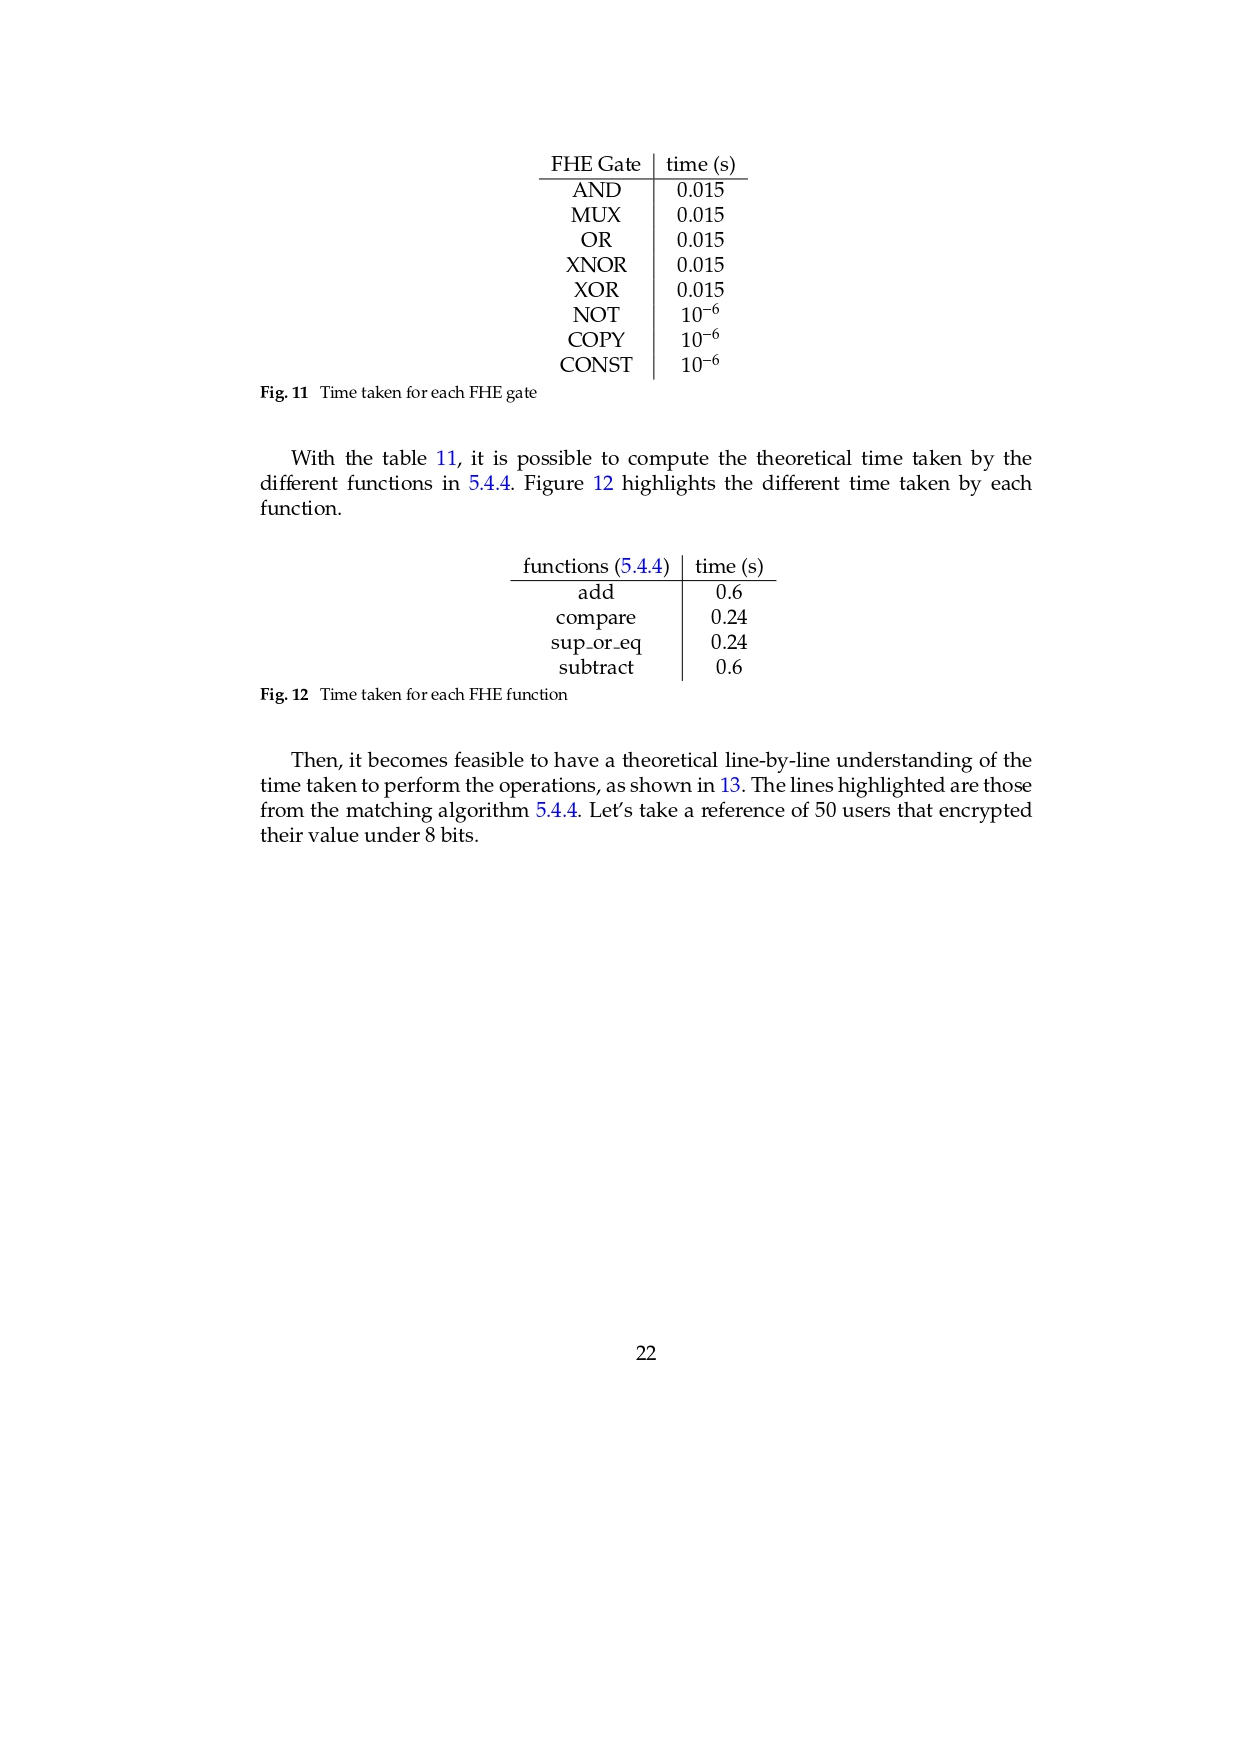 FHE Gate time (s)
AND 0.015
MUX 0.015
OR 0.015
XNOR 0.015
XOR 0.015
NOT 10⁻⁶
COPY 10⁻⁶
CONST 10⁻⁶
Fig. 11 Time taken for each FHE gate
With the table 11, it is possible to compute the theoretical time taken by the
different functions in 5.4.4. Figure 12 highlights the different time taken by each
function.
functions (5.4.4) time (s)
add 0.6
compare 0.24
sup_or_eq 0.24
subtract 0.6
Fig. 12 Time taken for each FHE function
Then, it becomes feasible to have a theoretical line-by-line understanding of the
time taken to perform the operations, as shown in 13. The lines highlighted are those
from the matching algorithm 5.4.4. Let's take a reference of 50 users that encrypted
their value under 8 bits.
22